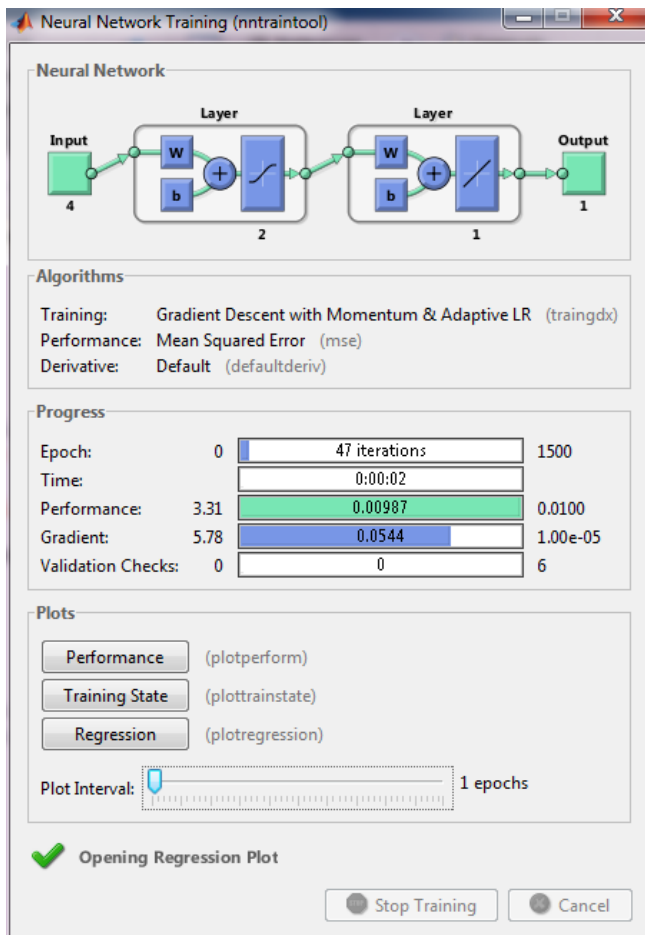 Neural Network Training (nntraintool)
Neural Network
Layer Layer
Input Output
W W
b b
4 2 1 1
Algorithms
Training: Gradient Descent with Momentum & Adaptive LR (traingdx)
Performance: Mean Squared Error (mse)
Derivative: Default (defaultderiv)
Progress
Epoch: 0 47 iterations 1500
Time: 0:00:02
Performance: 3.31 0.00987 0.0100
Gradient: 5.78 0.0544 1.00e-05
Validation Checks: 0 0 6
Plots
Performance (plotperform)
Training State (plottrainstate)
Regression (plotregression)
Plot Interval: 1 epochs
Opening Regression Plot
Stop Training Cancel